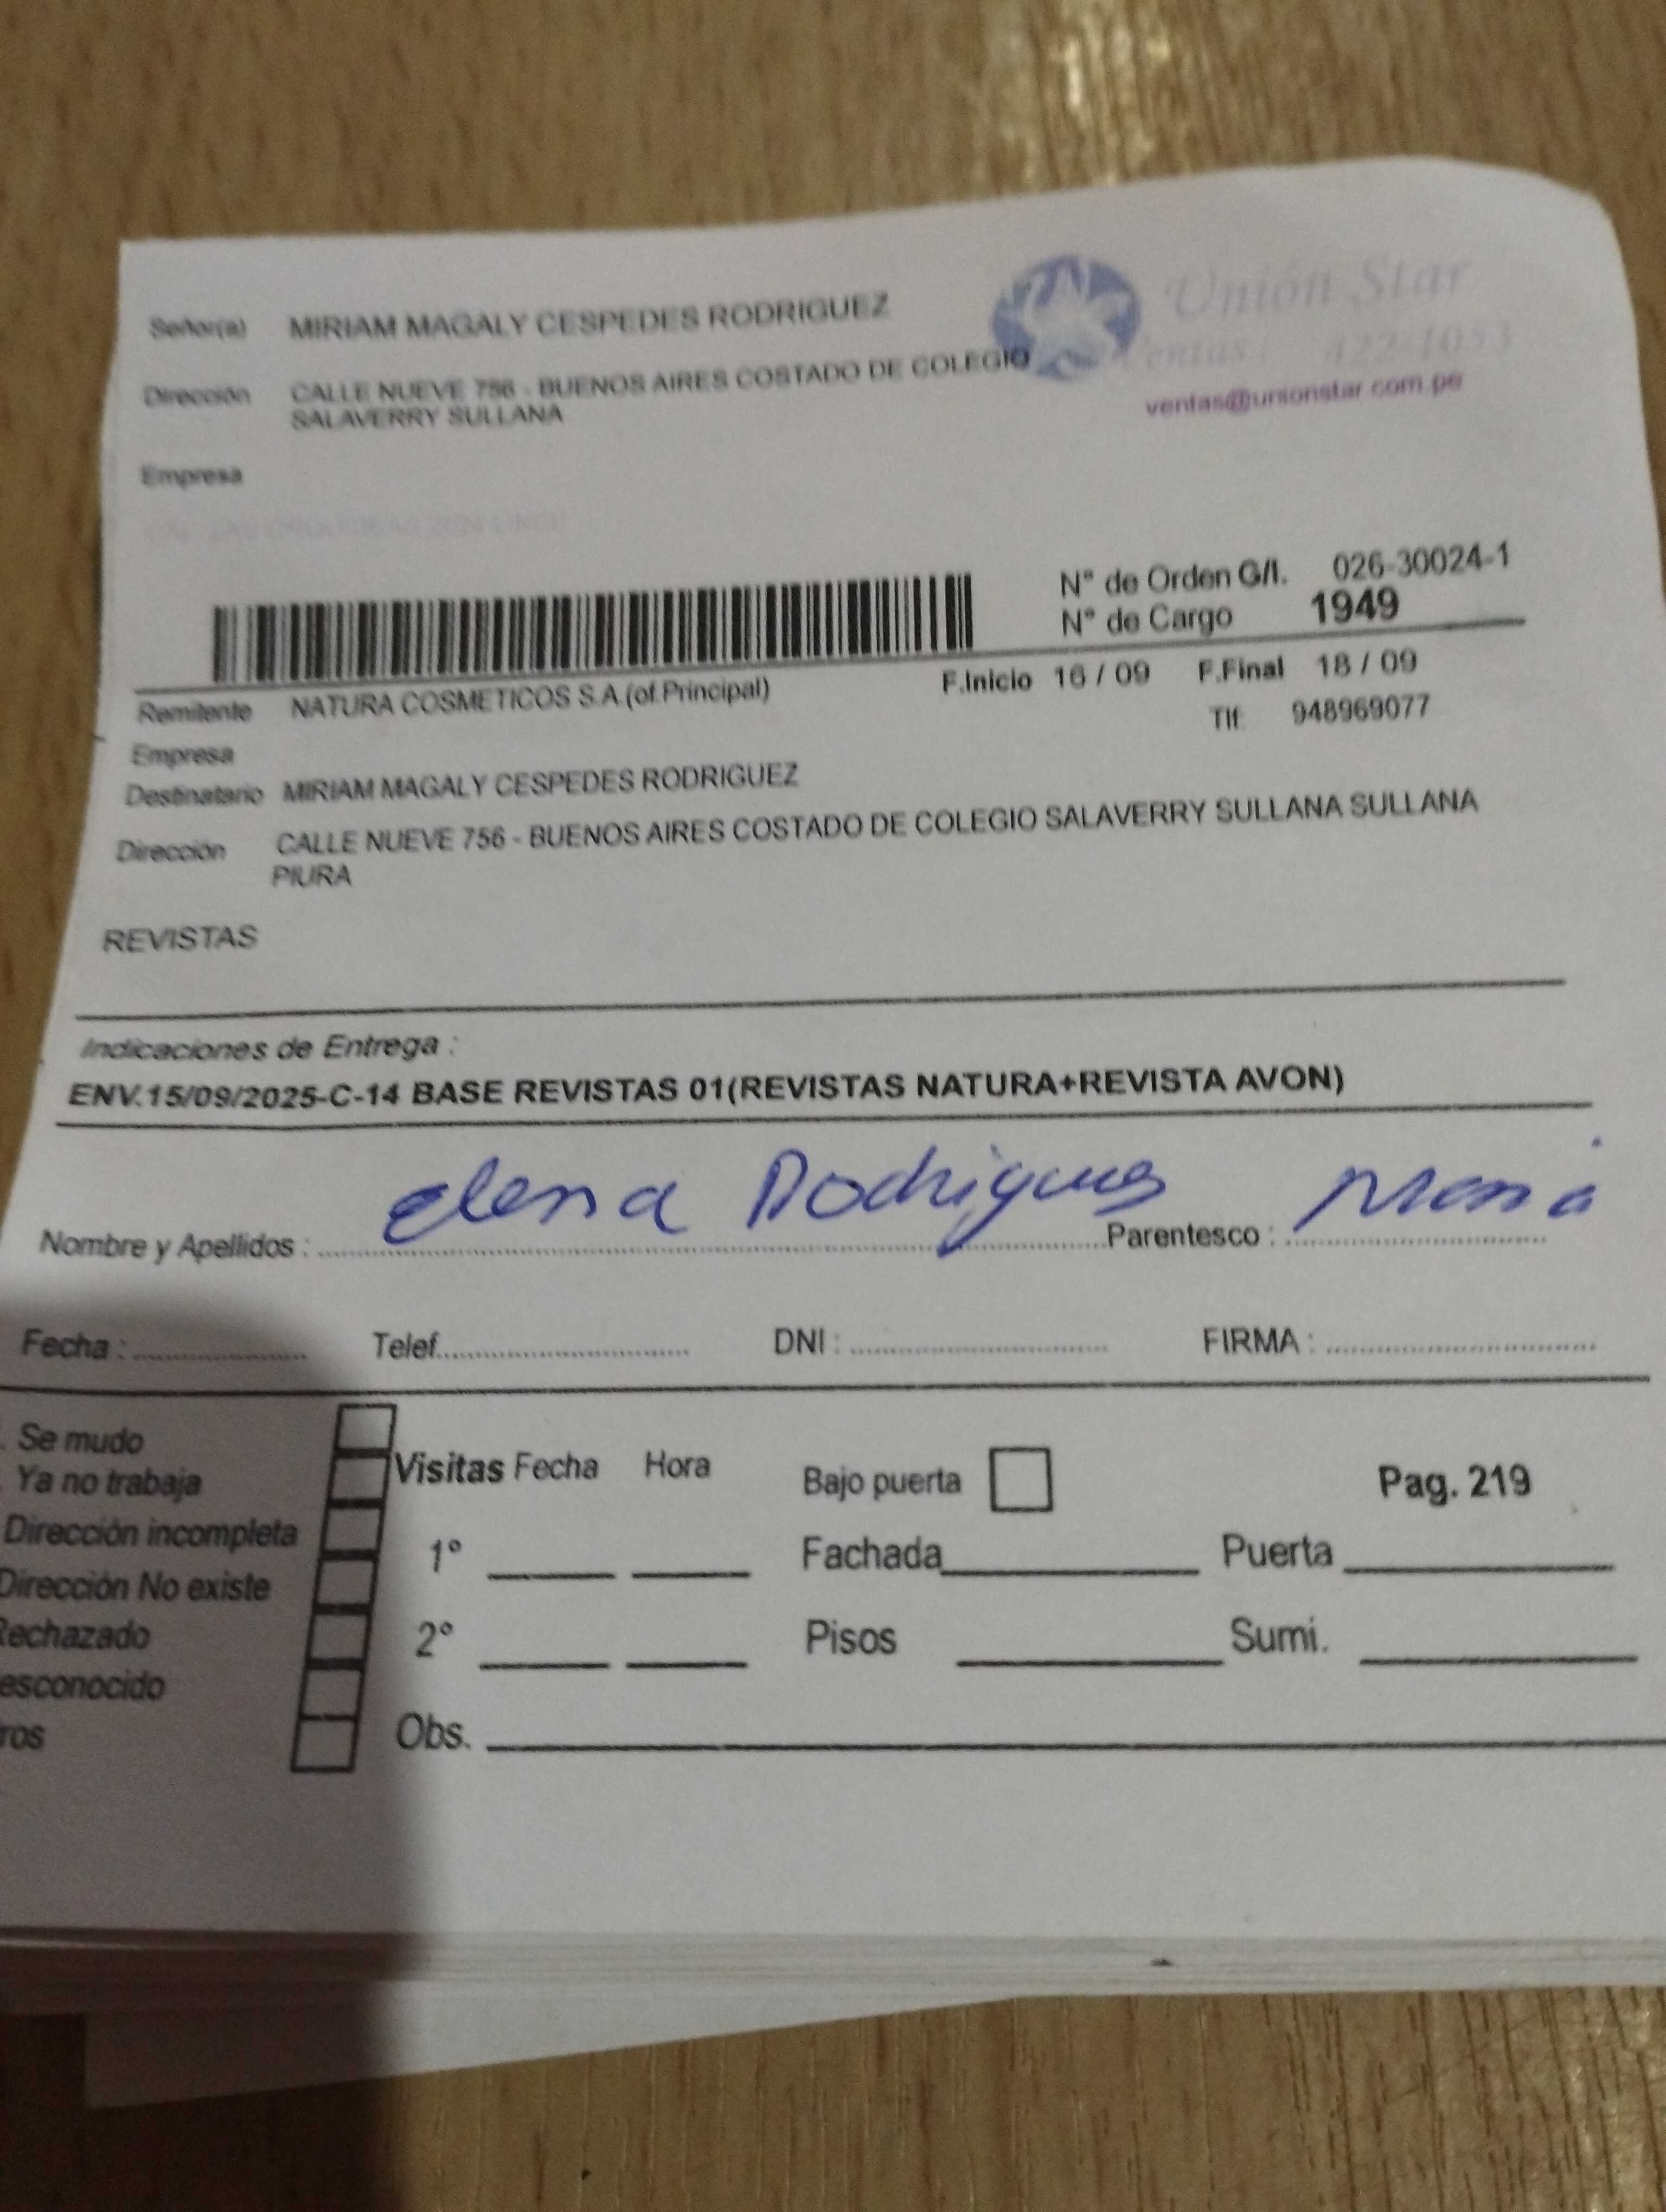 Señor(a) MIRIAM MAGALY CESPEDES RODRIGUEZ
Unión Star
Dirección CALLE NUEVE 756 - BUENOS AIRES COSTADO DE COLEGIO
SALAVERRY SULLANA
Ventas: 422-1053
ventas@unionstar.com.pe
Empresa
N° de Orden G/I. 026-30024-1
N° de Cargo 1949
F.Inicio 16 / 09 F.Final 18 / 09
Remitente NATURA COSMETICOS S.A.(of.Principal)
Tlf. 948969077
Empresa
Destinatario MIRIAM MAGALY CESPEDES RODRIGUEZ
Dirección CALLE NUEVE 756 - BUENOS AIRES COSTADO DE COLEGIO SALAVERRY SULLANA SULLANA
PIURA
REVISTAS
Indicaciones de Entrega :
ENV.15/09/2025-C-14 BASE REVISTAS 01(REVISTAS NATURA+REVISTA AVON)
Nombre y Apellidos : elena Rodrigues Parentesco : Mamá
Fecha : Telef. DNI : FIRMA :
Se mudo
Ya no trabaja
Dirección incompleta
Dirección No existe
Rechazado
esconocido
ros
Visitas Fecha Hora
1°
2°
Obs.
Bajo puerta Pag. 219
Fachada Puerta
Pisos Sumi.